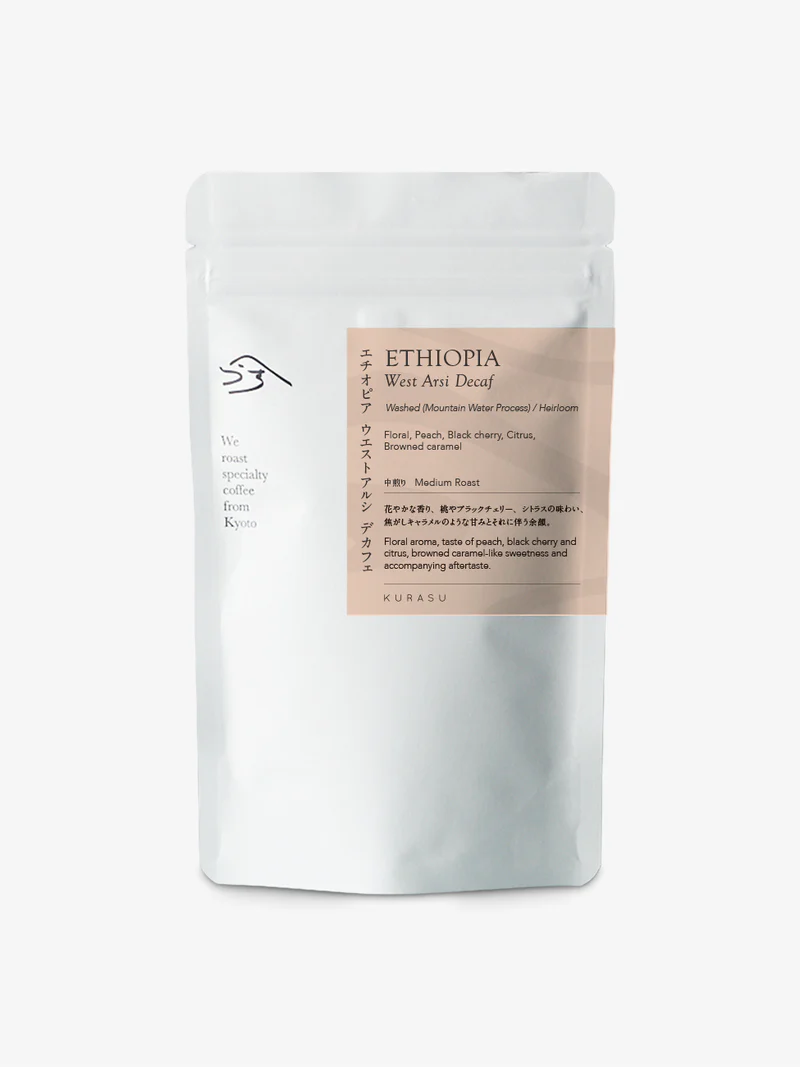 We
roast
specialty
coffee
from
Kyoto
エチオピア ウエストアルシ デカフェ
ETHIOPIA
West Arsi Decaf
Washed (Mountain Water Process) / Heirloom
Floral, Peach, Black cherry, Citrus,
Browned caramel
中煎り Medium Roast
花やかな香り、桃やブラックチェリー、シトラスの味わい、
焦がしキャラメルのような甘みとそれに伴う余韻。
Floral aroma, taste of peach, black cherry and
citrus, browned caramel-like sweetness and
accompanying aftertaste.
KURASU